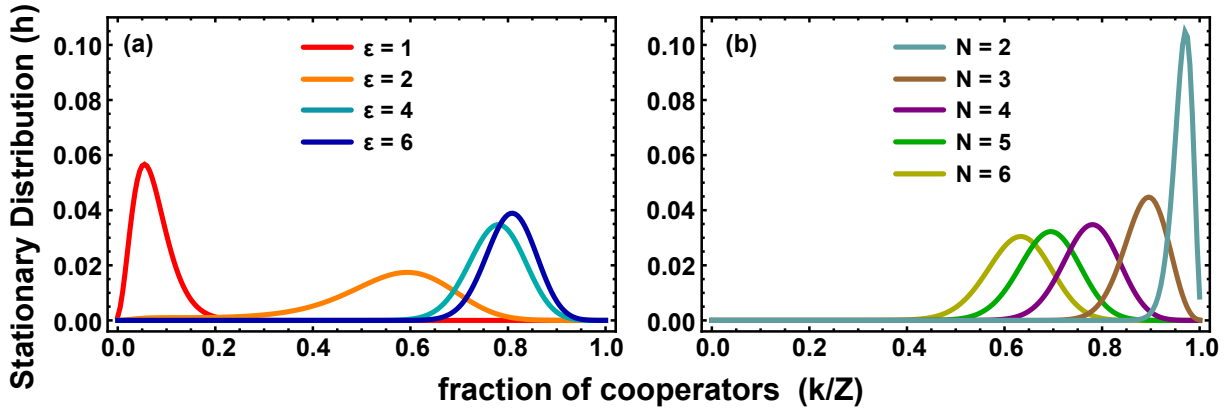 Stationary Distribution (h)
0.10
0.08
0.06
0.04
0.02
0.00
(a)
ε = 1
ε = 2
ε = 4
ε = 6
0.0 0.2 0.4 0.6 0.8 1.0
0.10
0.08
0.06
0.04
0.02
0.00
(b)
N = 2
N = 3
N = 4
N = 5
N = 6
0.0 0.2 0.4 0.6 0.8 1.0
fraction of cooperators (k/Z)